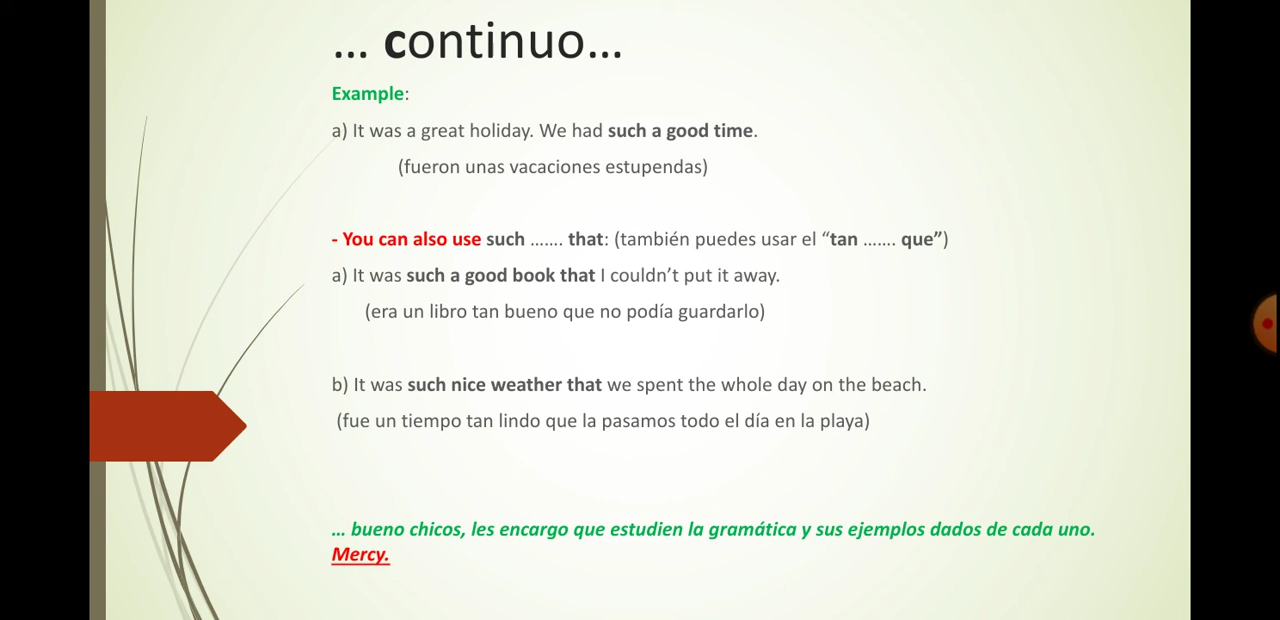 ... continuo...
Example:
a) It was a great holiday. We had such a good time.
(fueron unas vacaciones estupendas)
- You can also use such ....... that: (también puedes usar el “tan ....... que”)
a) It was such a good book that I couldn’t put it away.
(era un libro tan bueno que no podía guardarlo)
b) It was such nice weather that we spent the whole day on the beach.
(fue un tiempo tan lindo que la pasamos todo el día en la playa)
... bueno chicos, les encargo que estudien la gramática y sus ejemplos dados de cada uno.
Mercy.